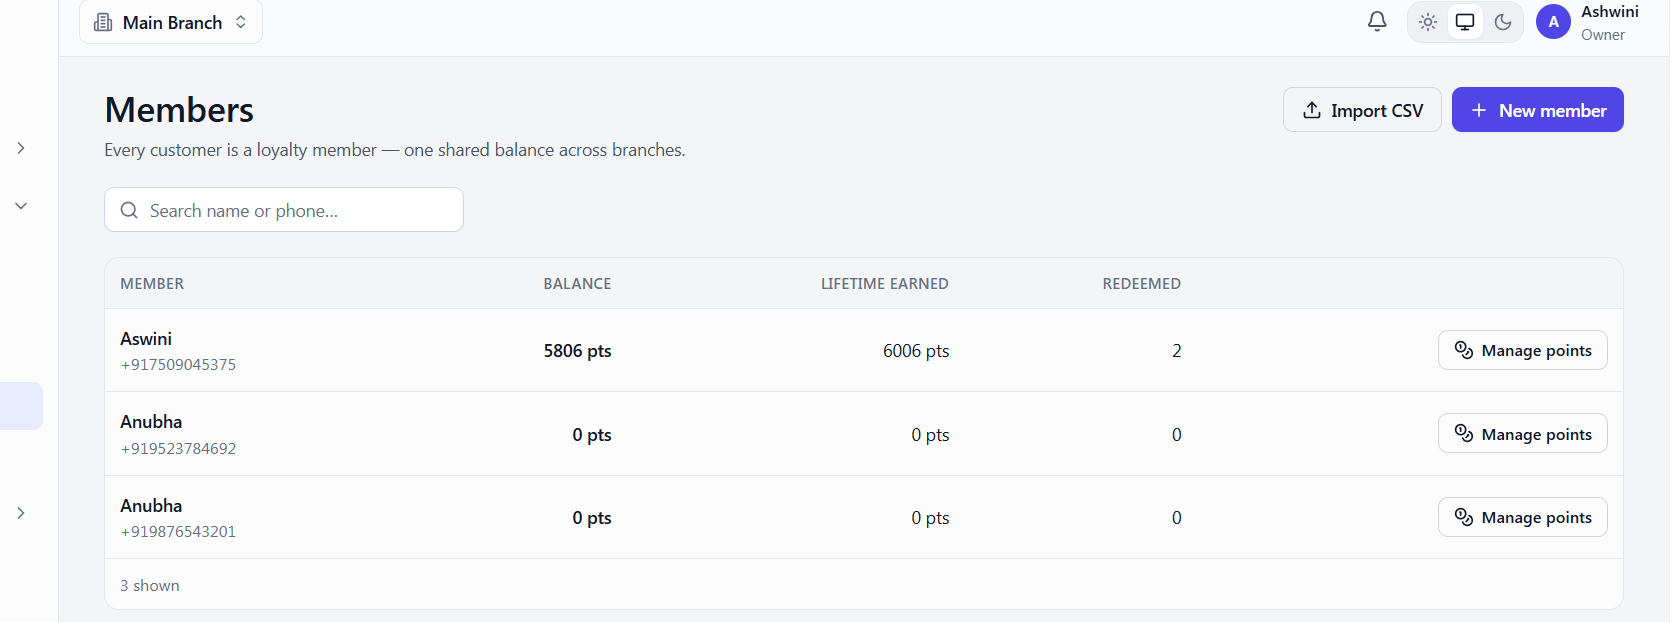 Main Branch
A
Ashwini
Owner
Members
Import CSV
New member
Every customer is a loyalty member — one shared balance across branches.
Search name or phone...
MEMBER BALANCE LIFETIME EARNED REDEEMED
Aswini
+917509045375
5806 pts 6006 pts 2 Manage points
Anubha
+919523784692
0 pts 0 pts 0 Manage points
Anubha
+919876543201
0 pts 0 pts 0 Manage points
3 shown